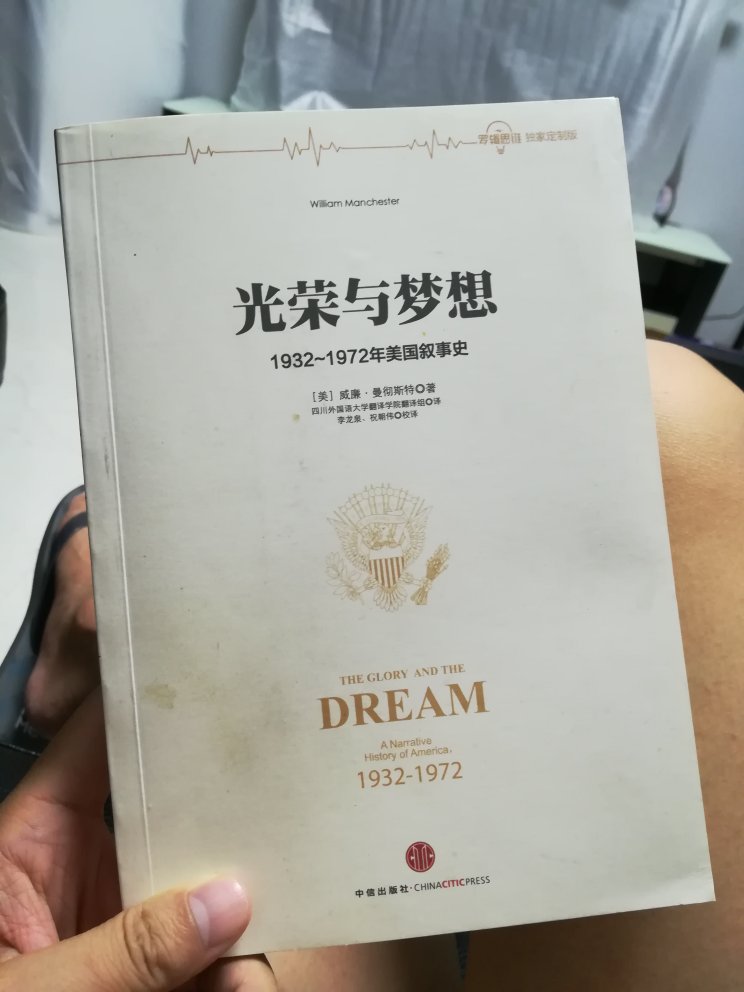 罗辑思维 独家定制版
William Manchester
光荣与梦想
1932~1972年美国叙事史
［美］威廉·曼彻斯特◎著
四川外国语大学翻译学院翻译组◎译
李龙泉、祝朝伟◎校译
THE GLORY AND THE
DREAM
A Narrative
History of America,
1932-1972
中信出版社·CHINACITICPRESS